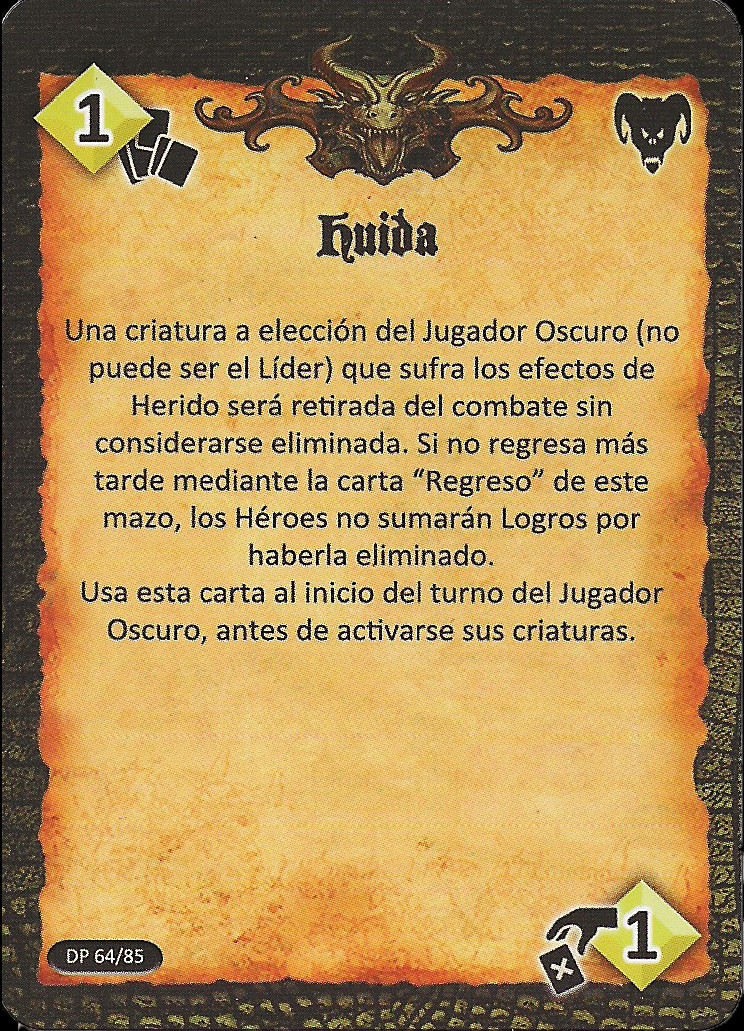 1
Huida
Una criatura a elección del Jugador Oscuro (no
puede ser el Líder) que sufra los efectos de
Herido será retirada del combate sin
considerarse eliminada. Si no regresa más
tarde mediante la carta “Regreso” de este
mazo, los Héroes no sumarán Logros por
haberla eliminado.
Usa esta carta al inicio del turno del Jugador
Oscuro, antes de activarse sus criaturas.
DP 64/85
1